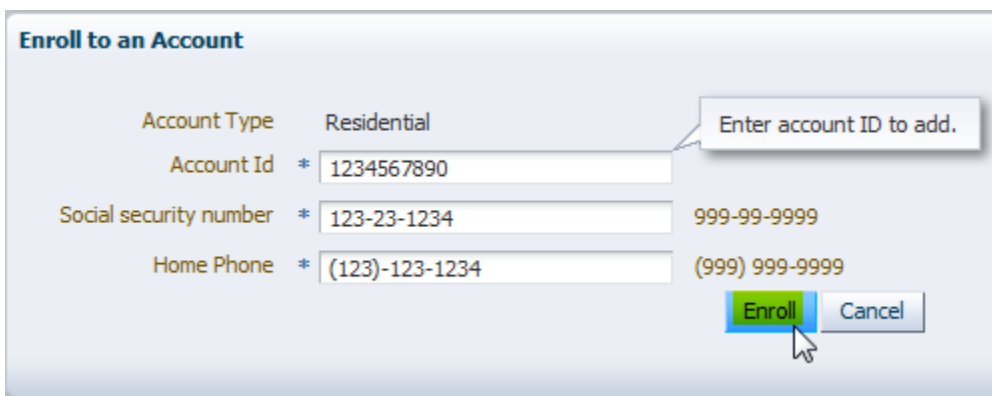 Enroll to an Account
Account Type Residential
Enter account ID to add.
Account Id * 1234567890
Social security number * 123-23-1234 999-99-9999
Home Phone * (123)-123-1234 (999) 999-9999
Enroll Cancel